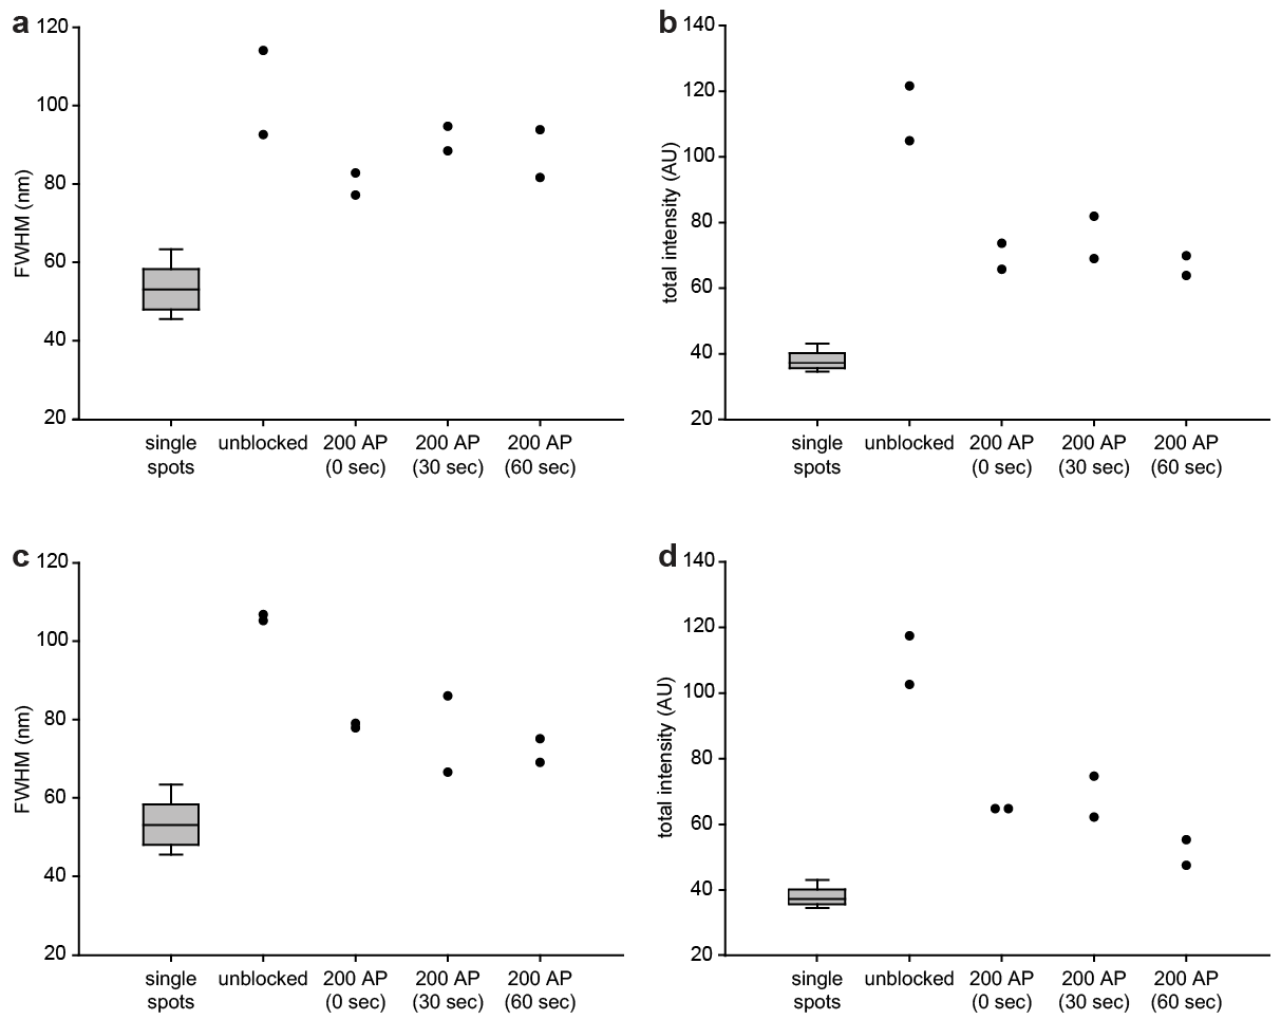 a
120
100
80
60
40
20
FWHM (nm)
single spots
unblocked
200 AP (0 sec)
200 AP (30 sec)
200 AP (60 sec)
b
140
120
100
80
60
40
20
total intensity (AU)
single spots
unblocked
200 AP (0 sec)
200 AP (30 sec)
200 AP (60 sec)
c
120
100
80
60
40
20
FWHM (nm)
single spots
unblocked
200 AP (0 sec)
200 AP (30 sec)
200 AP (60 sec)
d
140
120
100
80
60
40
20
total intensity (AU)
single spots
unblocked
200 AP (0 sec)
200 AP (30 sec)
200 AP (60 sec)